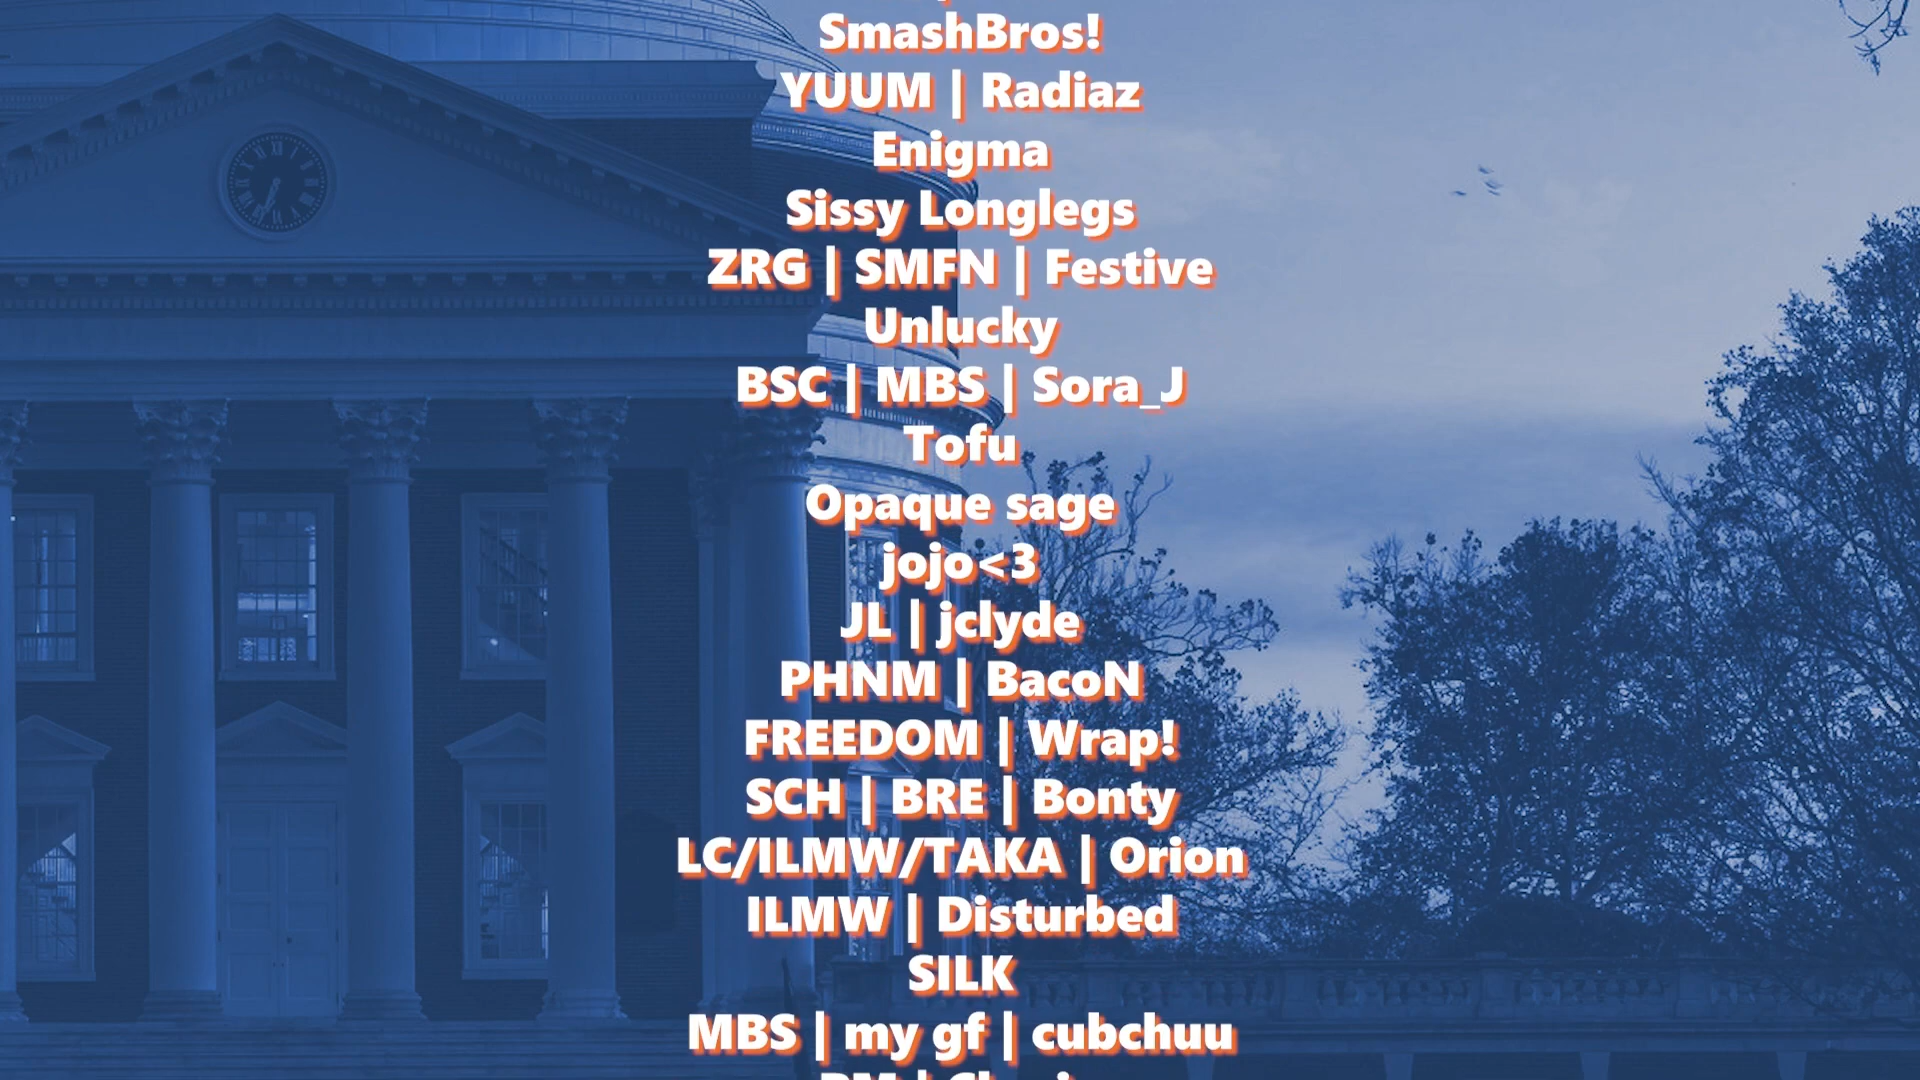 SmashBros!
YUUM | Radiaz
Enigma
Sissy Longlegs
ZRG | SMFN | Festive
Unlucky
BSC | MBS | Sora_J
Tofu
Opaque sage
jojo<3
JL | jclyde
PHNM | BacoN
FREEDOM | Wrap!
SCH | BRE | Bonty
LC/ILMW/TAKA | Orion
ILMW | Disturbed
SILK
MBS | my gf | cubchuu